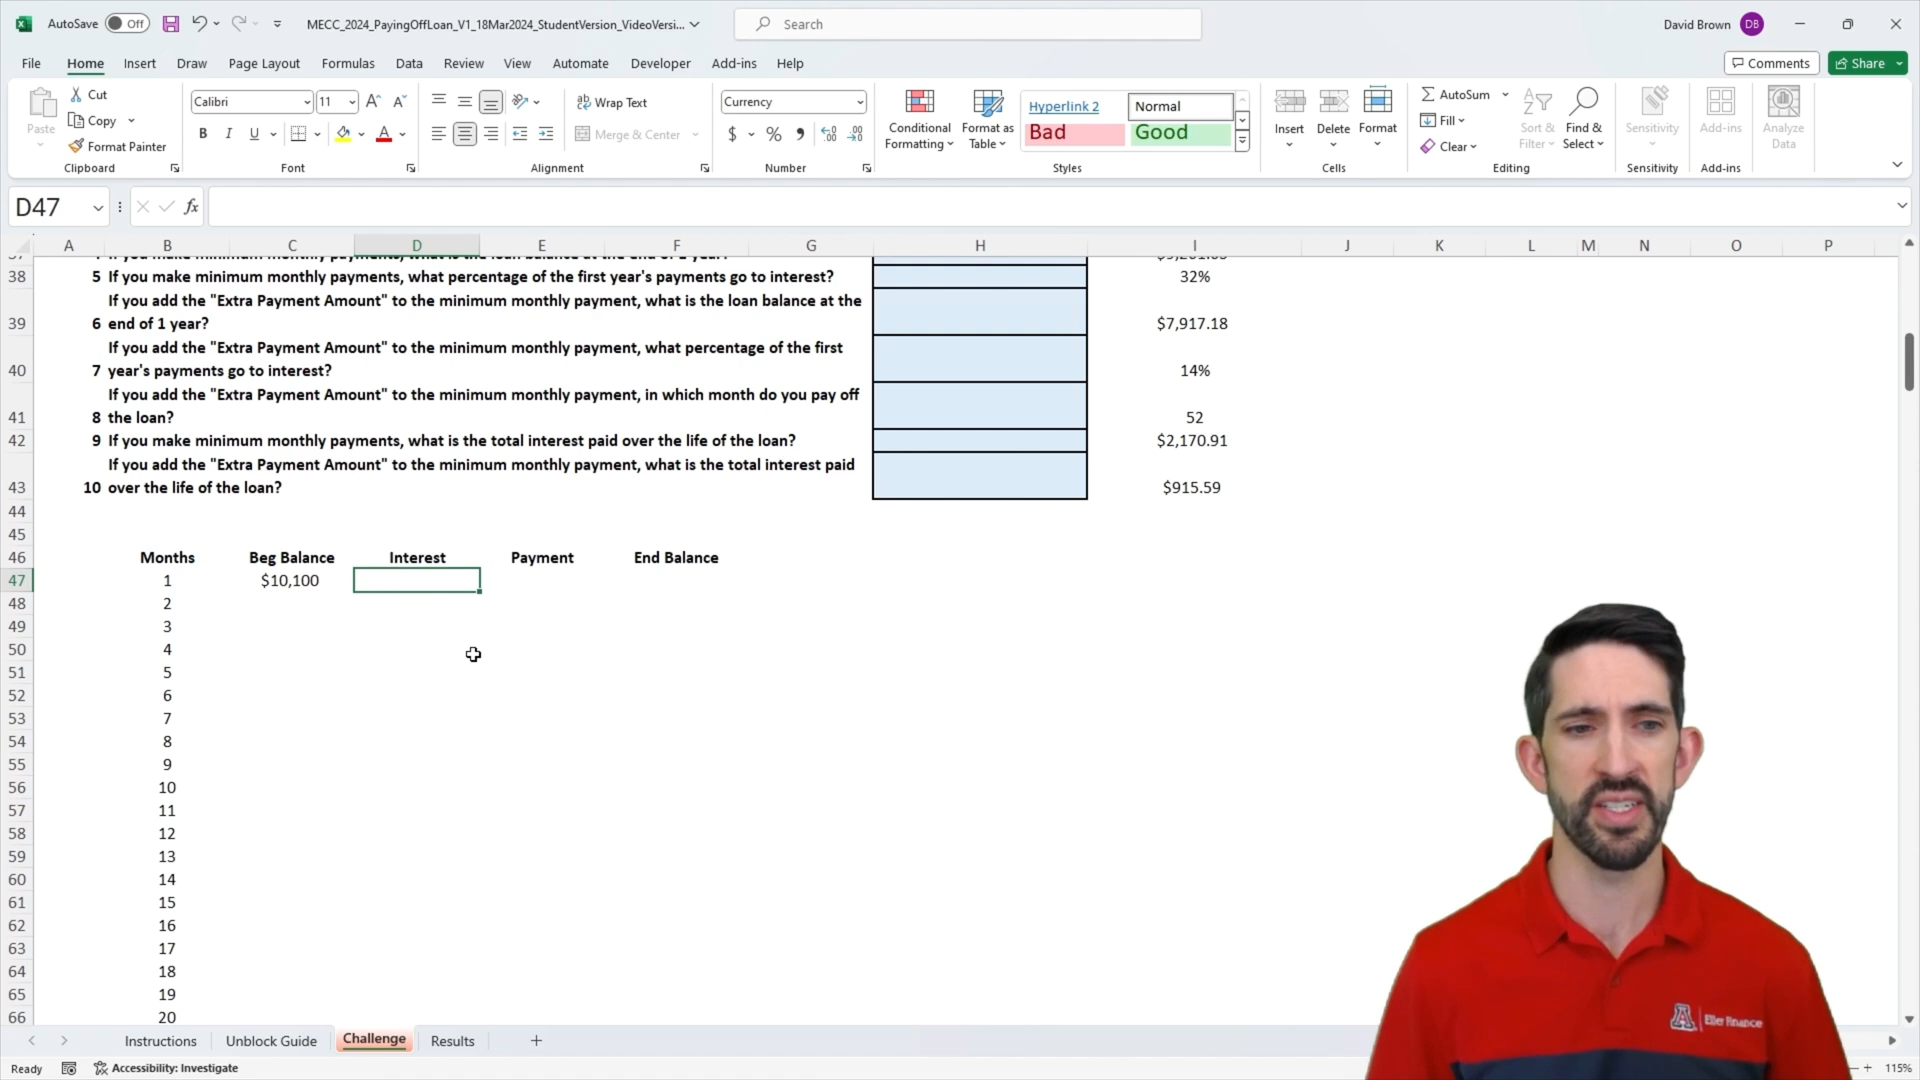 AutoSave Off MECC_2024_PayingOffLoan_V1_18Mar2024_StudentVersion_VideoVersi... Search David Brown DB
File Home Insert Draw Page Layout Formulas Data Review View Automate Developer Add-ins Help Comments Share
Paste Cut Copy Format Painter Clipboard
Calibri 11 B I U Font
Wrap Text Merge & Center Alignment
Currency $ % , Number
Conditional Formatting Format as Table Hyperlink 2 Normal Bad Good Styles
Insert Delete Format Cells
AutoSum Fill Clear Sort & Filter Find & Select Editing
Sensitivity Sensitivity Add-ins Add-ins Analyze Data
D47 fx
A B C D E F G H I J K L M N O P
38 5 If you make minimum monthly payments, what percentage of the first year's payments go to interest? 32%
If you add the "Extra Payment Amount" to the minimum monthly payment, what is the loan balance at the
39 6 end of 1 year? $7,917.18
If you add the "Extra Payment Amount" to the minimum monthly payment, what percentage of the first
40 7 year's payments go to interest? 14%
If you add the "Extra Payment Amount" to the minimum monthly payment, in which month do you pay off
41 8 the loan? 52
42 9 If you make minimum monthly payments, what is the total interest paid over the life of the loan? $2,170.91
If you add the "Extra Payment Amount" to the minimum monthly payment, what is the total interest paid
43 10 over the life of the loan? $915.59
44
45
46 Months Beg Balance Interest Payment End Balance
47 1 $10,100
48 2
49 3
50 4
51 5
52 6
53 7
54 8
55 9
56 10
57 11
58 12
59 13
60 14
61 15
62 16
63 17
64 18
65 19
66 20
A Eller Finance
Instructions Unblock Guide Challenge Results +
Ready Accessibility: Investigate 115%